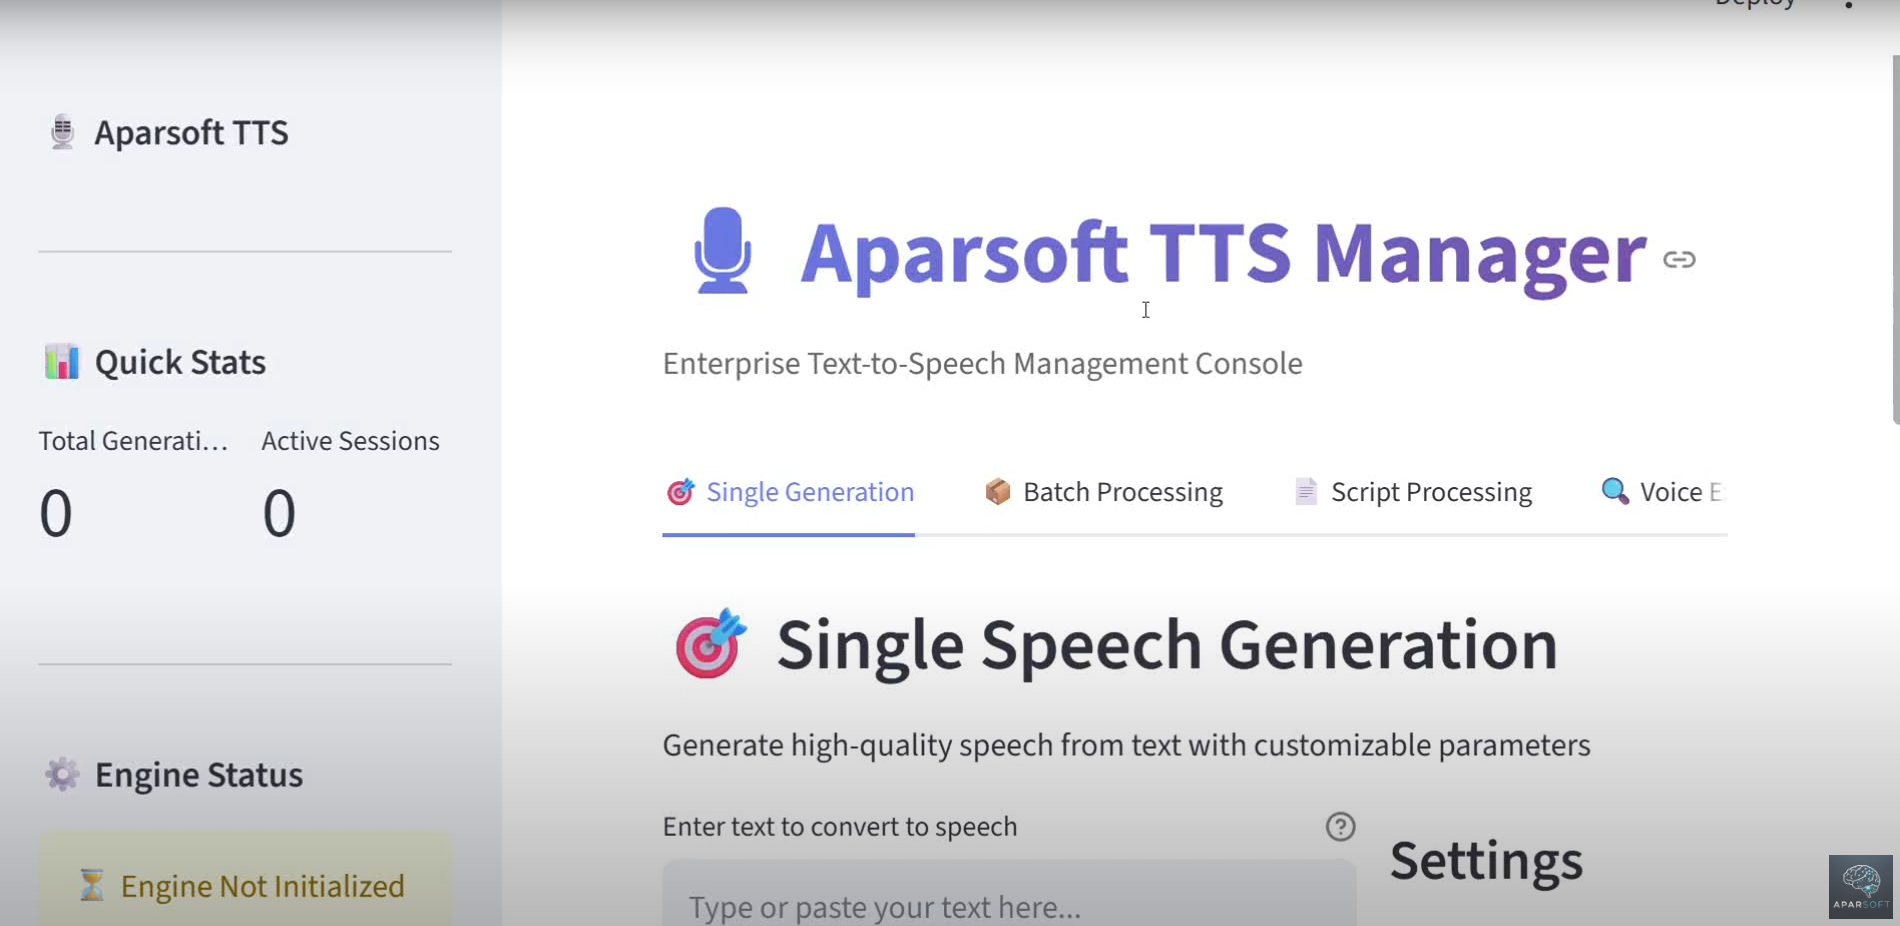 Deploy
Aparsoft TTS
Quick Stats
Total Generati...
Active Sessions
0
0
Engine Status
Engine Not Initialized
Aparsoft TTS Manager
Enterprise Text-to-Speech Management Console
Single Generation
Batch Processing
Script Processing
Voice
Single Speech Generation
Generate high-quality speech from text with customizable parameters
Enter text to convert to speech
Type or paste your text here...
Settings
APARSOFT